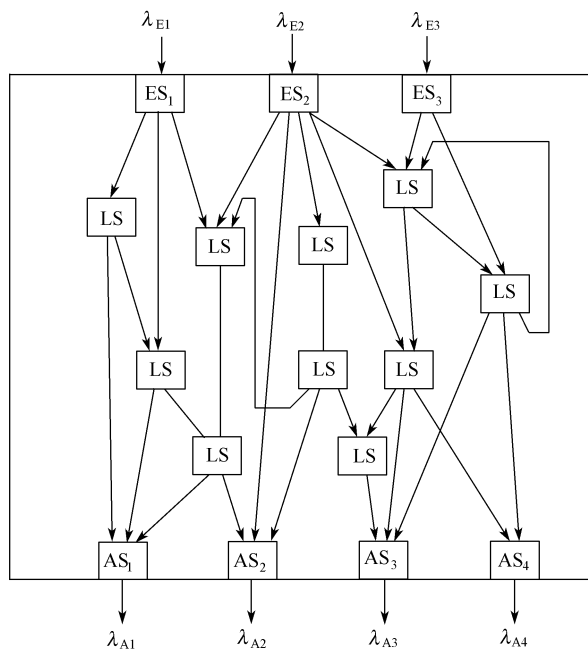 λE1 λE2 λE3
ES1 ES2 ES3
LS
LS
LS LS
LS
LS LS LS
LS LS
AS1 AS2 AS3 AS4
λA1 λA2 λA3 λA4